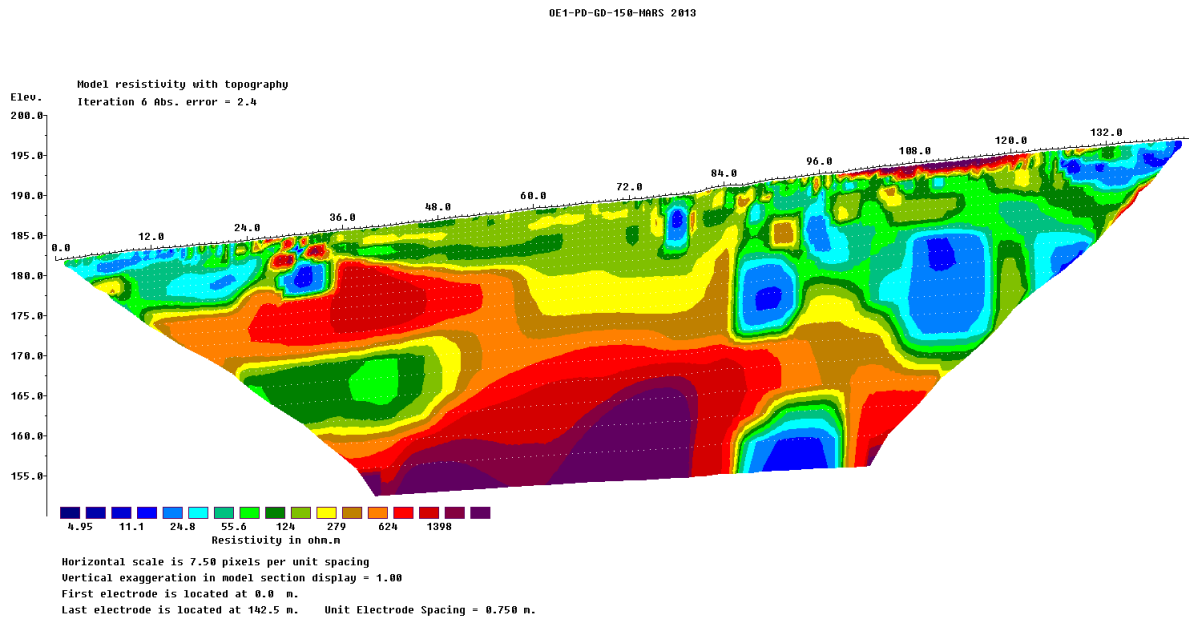 OE1-PD-GD-150-MARS 2013
Model resistivity with topography
Iteration 6 Abs. error = 2.4
Elev.
200.0
195.0
190.0
185.0
180.0
175.0
170.0
165.0
160.0
155.0
0.0 12.0 24.0 36.0 48.0 60.0 72.0 84.0 96.0 108.0 120.0 132.0
4.95 11.1 24.8 55.6 124 279 624 1398
Resistivity in ohm.m
Horizontal scale is 7.50 pixels per unit spacing
Vertical exaggeration in model section display = 1.00
First electrode is located at 0.0 m.
Last electrode is located at 142.5 m. Unit Electrode Spacing = 0.750 m.